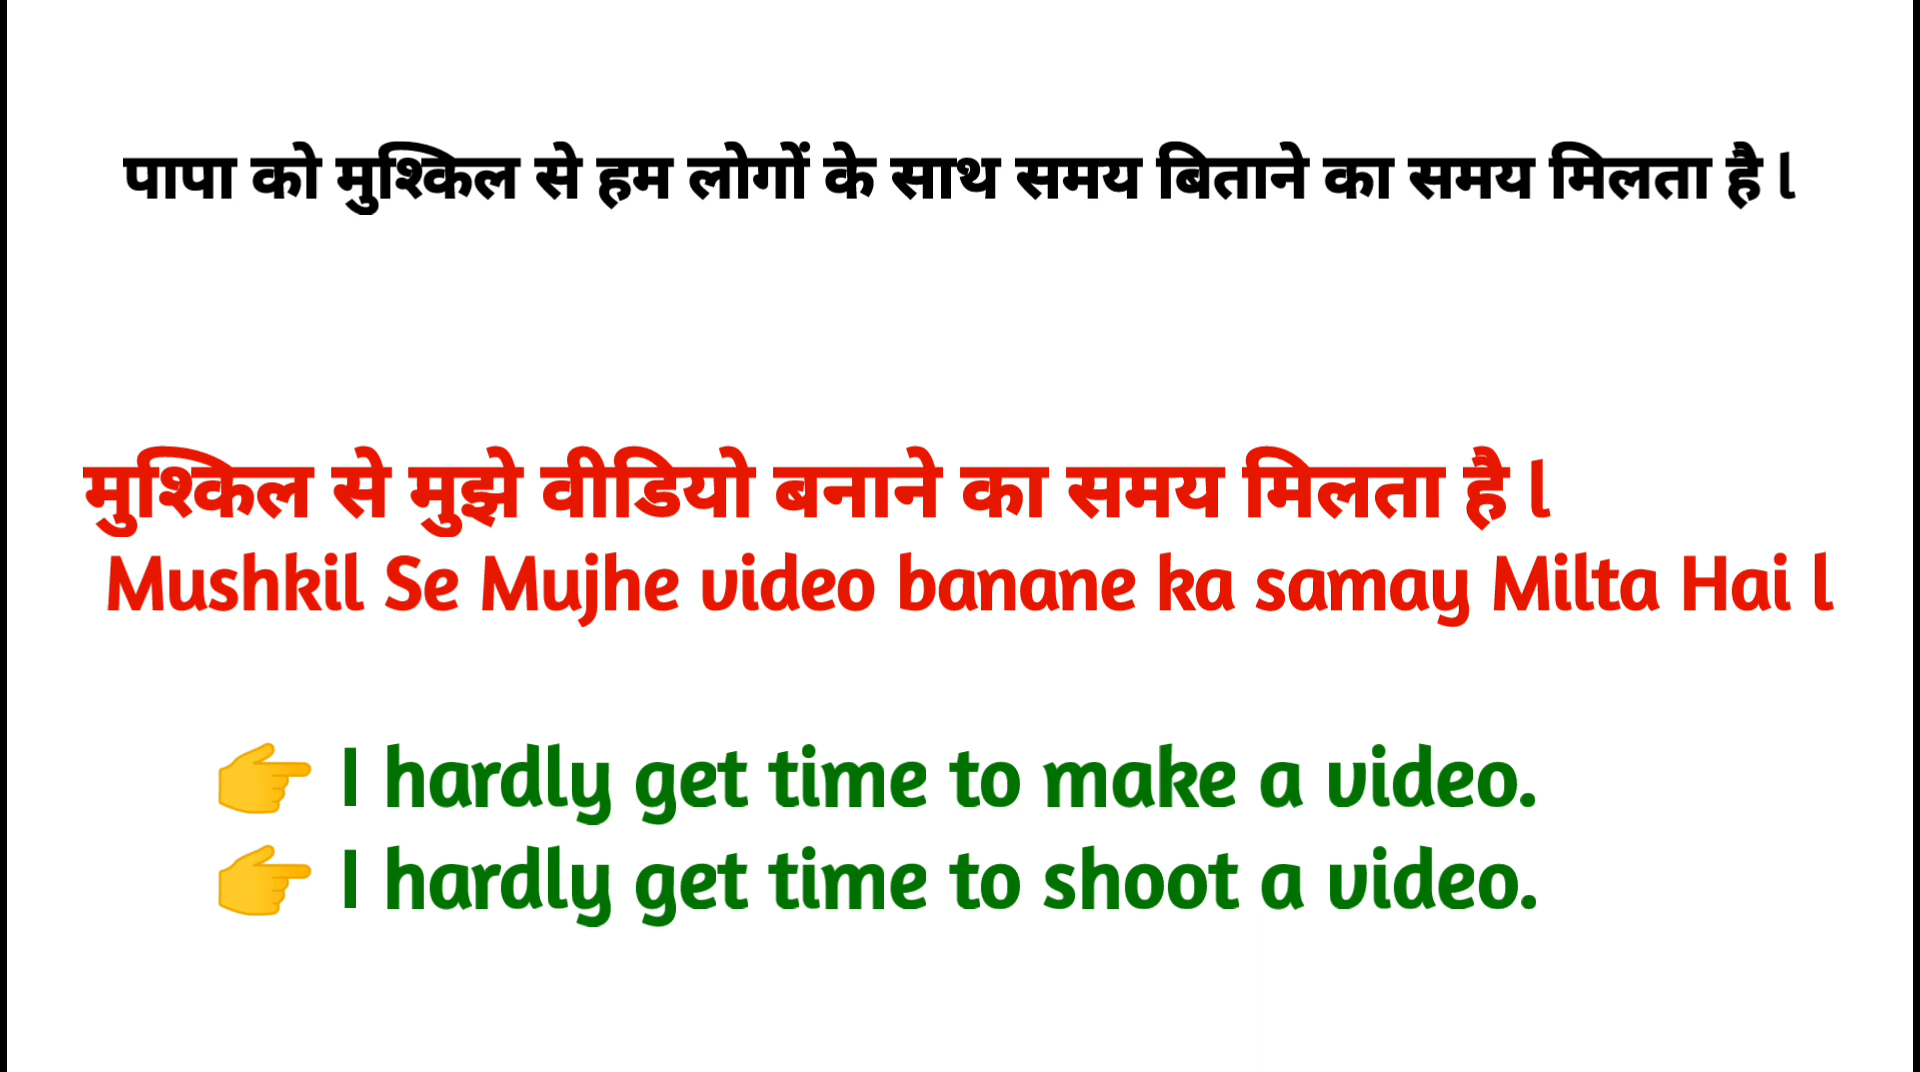 पापा को मुश्किल से हम लोगों के साथ समय बिताने का समय मिलता है l
मुश्किल से मुझे वीडियो बनाने का समय मिलता है l
Mushkil Se Mujhe video banane ka samay Milta Hai l
👉 I hardly get time to make a video.
👉 I hardly get time to shoot a video.